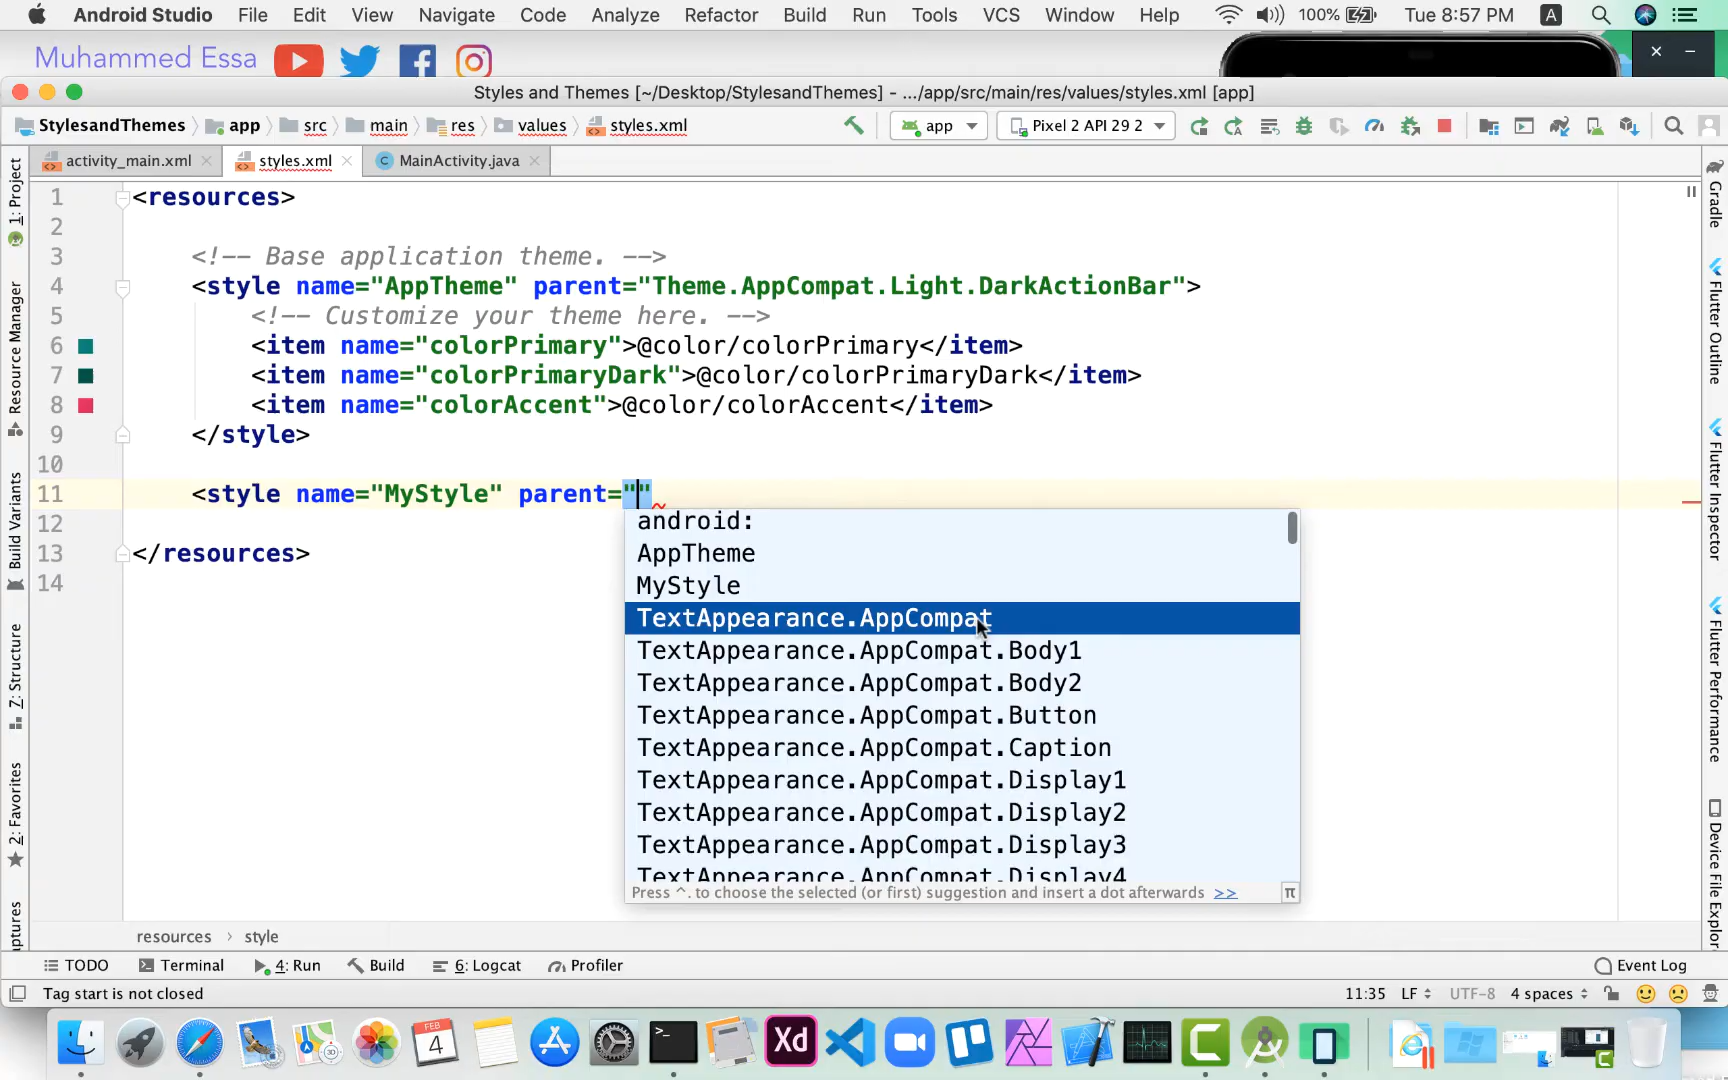 Android Studio File Edit View Navigate Code Analyze Refactor Build Run Tools VCS Window Help 100% Tue 8:57 PM A
Muhammed Essa
Styles and Themes [~/Desktop/StylesandThemes] - .../app/src/main/res/values/styles.xml [app]
StylesandThemes app src main res values styles.xml app Pixel 2 API 29 2
activity_main.xml styles.xml C MainActivity.java
1 <resources>
2
3 <!-- Base application theme. -->
4 <style name="AppTheme" parent="Theme.AppCompat.Light.DarkActionBar">
5 <!-- Customize your theme here. -->
6 <item name="colorPrimary">@color/colorPrimary</item>
7 <item name="colorPrimaryDark">@color/colorPrimaryDark</item>
8 <item name="colorAccent">@color/colorAccent</item>
9 </style>
10
11 <style name="MyStyle" parent=""
12
13 </resources>
14
android:
AppTheme
MyStyle
TextAppearance.AppCompat
TextAppearance.AppCompat.Body1
TextAppearance.AppCompat.Body2
TextAppearance.AppCompat.Button
TextAppearance.AppCompat.Caption
TextAppearance.AppCompat.Display1
TextAppearance.AppCompat.Display2
TextAppearance.AppCompat.Display3
TextAppearance.AppCompat.Display4
Press ^. to choose the selected (or first) suggestion and insert a dot afterwards >> π
1: Project
Resource Manager
Build Variants
7: Structure
2: Favorites
Gradle
Flutter Outline
Flutter Inspector
Flutter Performance
Device File Explor
resources › style
TODO Terminal 4: Run Build 6: Logcat Profiler Event Log
Tag start is not closed 11:35 LF UTF-8 4 spaces
FEB
4
3D
>_
Xd